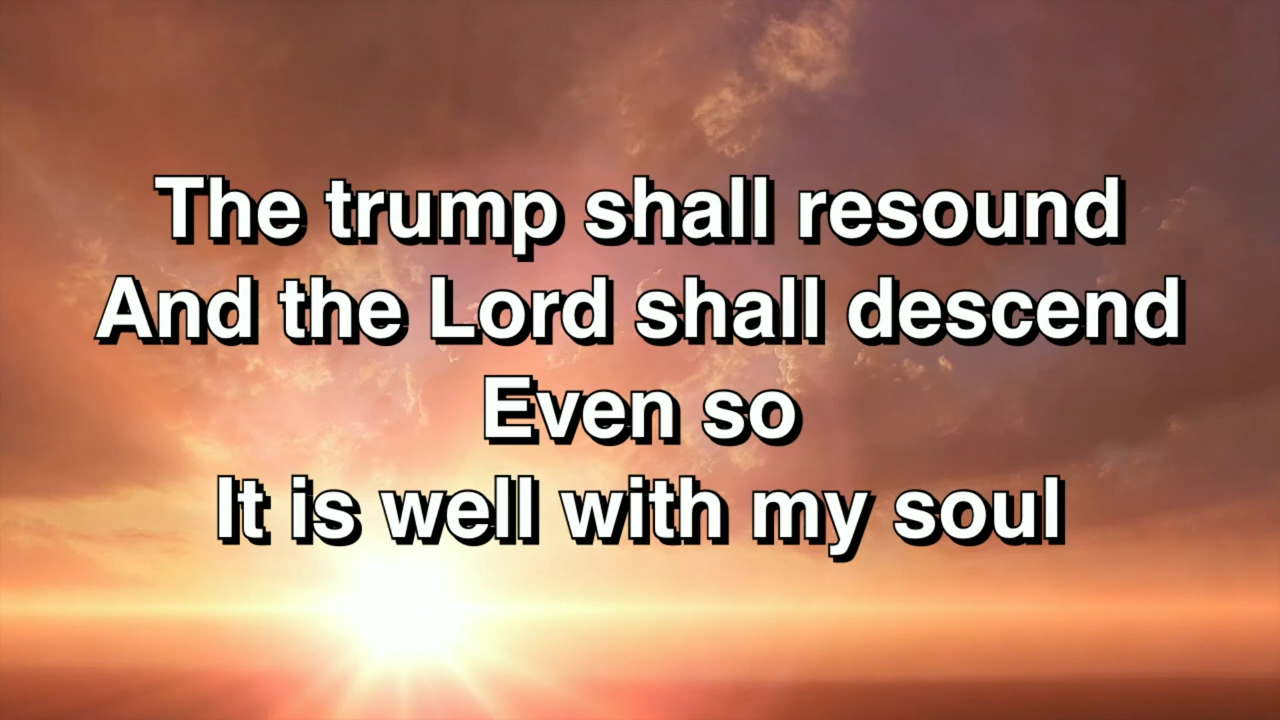 The trump shall resound
And the Lord shall descend
Even so
It is well with my soul